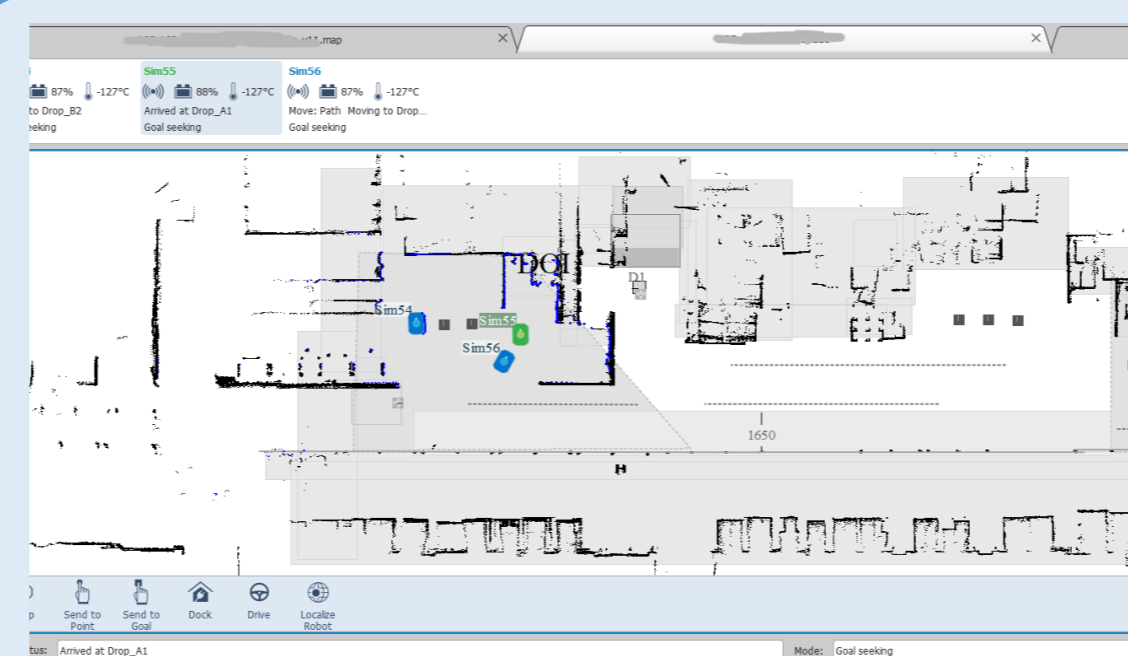 .map
Sim55
Sim56
87% -127°C
88% -127°C
87% -127°C
to Drop_B2
Arrived at Drop_A1
Move: Path Moving to Drop...
Goal seeking
Goal seeking
DOI
D1
Sim54
Sim55
Sim56
1650
H
Send to
Point
Send to
Goal
Dock
Drive
Localize
Robot
Arrived at Drop_A1
Mode: Goal seeking